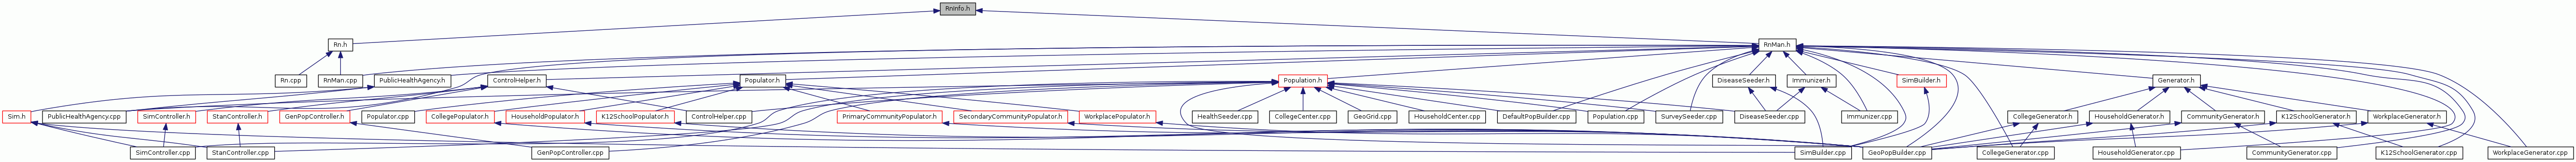 RnInfo.h
Rn.h
RnMan.h
Rn.cpp
RnMan.cpp
PublicHealthAgency.h
ControlHelper.h
Populator.h
Population.h
DiseaseSeeder.h
Immunizer.h
SimBuilder.h
Generator.h
Sim.h
PublicHealthAgency.cpp
SimController.h
StanController.h
GenPopController.h
Populator.cpp
CollegePopulator.h
HouseholdPopulator.h
K12SchoolPopulator.h
ControlHelper.cpp
PrimaryCommunityPopulator.h
SecondaryCommunityPopulator.h
WorkplacePopulator.h
HealthSeeder.cpp
CollegeCenter.cpp
GeoGrid.cpp
HouseholdCenter.cpp
DefaultPopBuilder.cpp
Population.cpp
SurveySeeder.cpp
DiseaseSeeder.cpp
Immunizer.cpp
CollegeGenerator.h
HouseholdGenerator.h
CommunityGenerator.h
K12SchoolGenerator.h
WorkplaceGenerator.h
SimController.cpp
StanController.cpp
GenPopController.cpp
SimBuilder.cpp
GeoPopBuilder.cpp
CollegeGenerator.cpp
HouseholdGenerator.cpp
CommunityGenerator.cpp
K12SchoolGenerator.cpp
WorkplaceGenerator.cpp